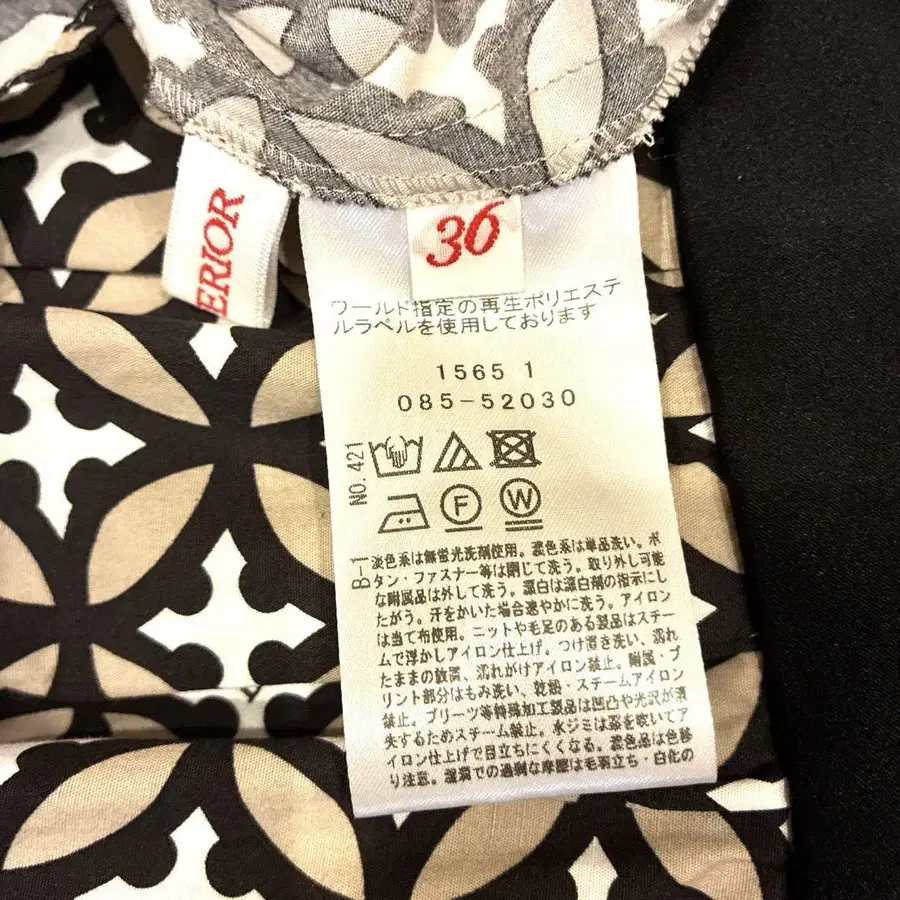 ERIOR
36
ワールド指定の再生ポリエステ
ルラベルを使用しております
1565 1
085-52030
NO.421
F
W
B-1
淡色系は無蛍光洗剤使用。濃色系は単品洗い。ボ
タン・ファスナー等は閉じて洗う。取り外し可能
な附属品は外して洗う。漂白は漂白剤の指示にし
たがう。汗をかいた場合速やかに洗う。アイロン
は当て布使用。ニットや毛足のある製品はスチー
ムで浮かしアイロン仕上げ。つけ置き洗い、濡れ
たままの放置、濡れがけアイロン禁止。附属・プ
リント部分はもみ洗い、乾燥・スチームアイロン
禁止。プリーツ等特殊加工製品は凹凸や光沢が消
失するためスチーム禁止。水ジミは霧を吹いてア
イロン仕上げで目立ちにくくなる。濃色品は色移
り注意。湿潤での過剰な摩擦は毛羽立ち・白化の